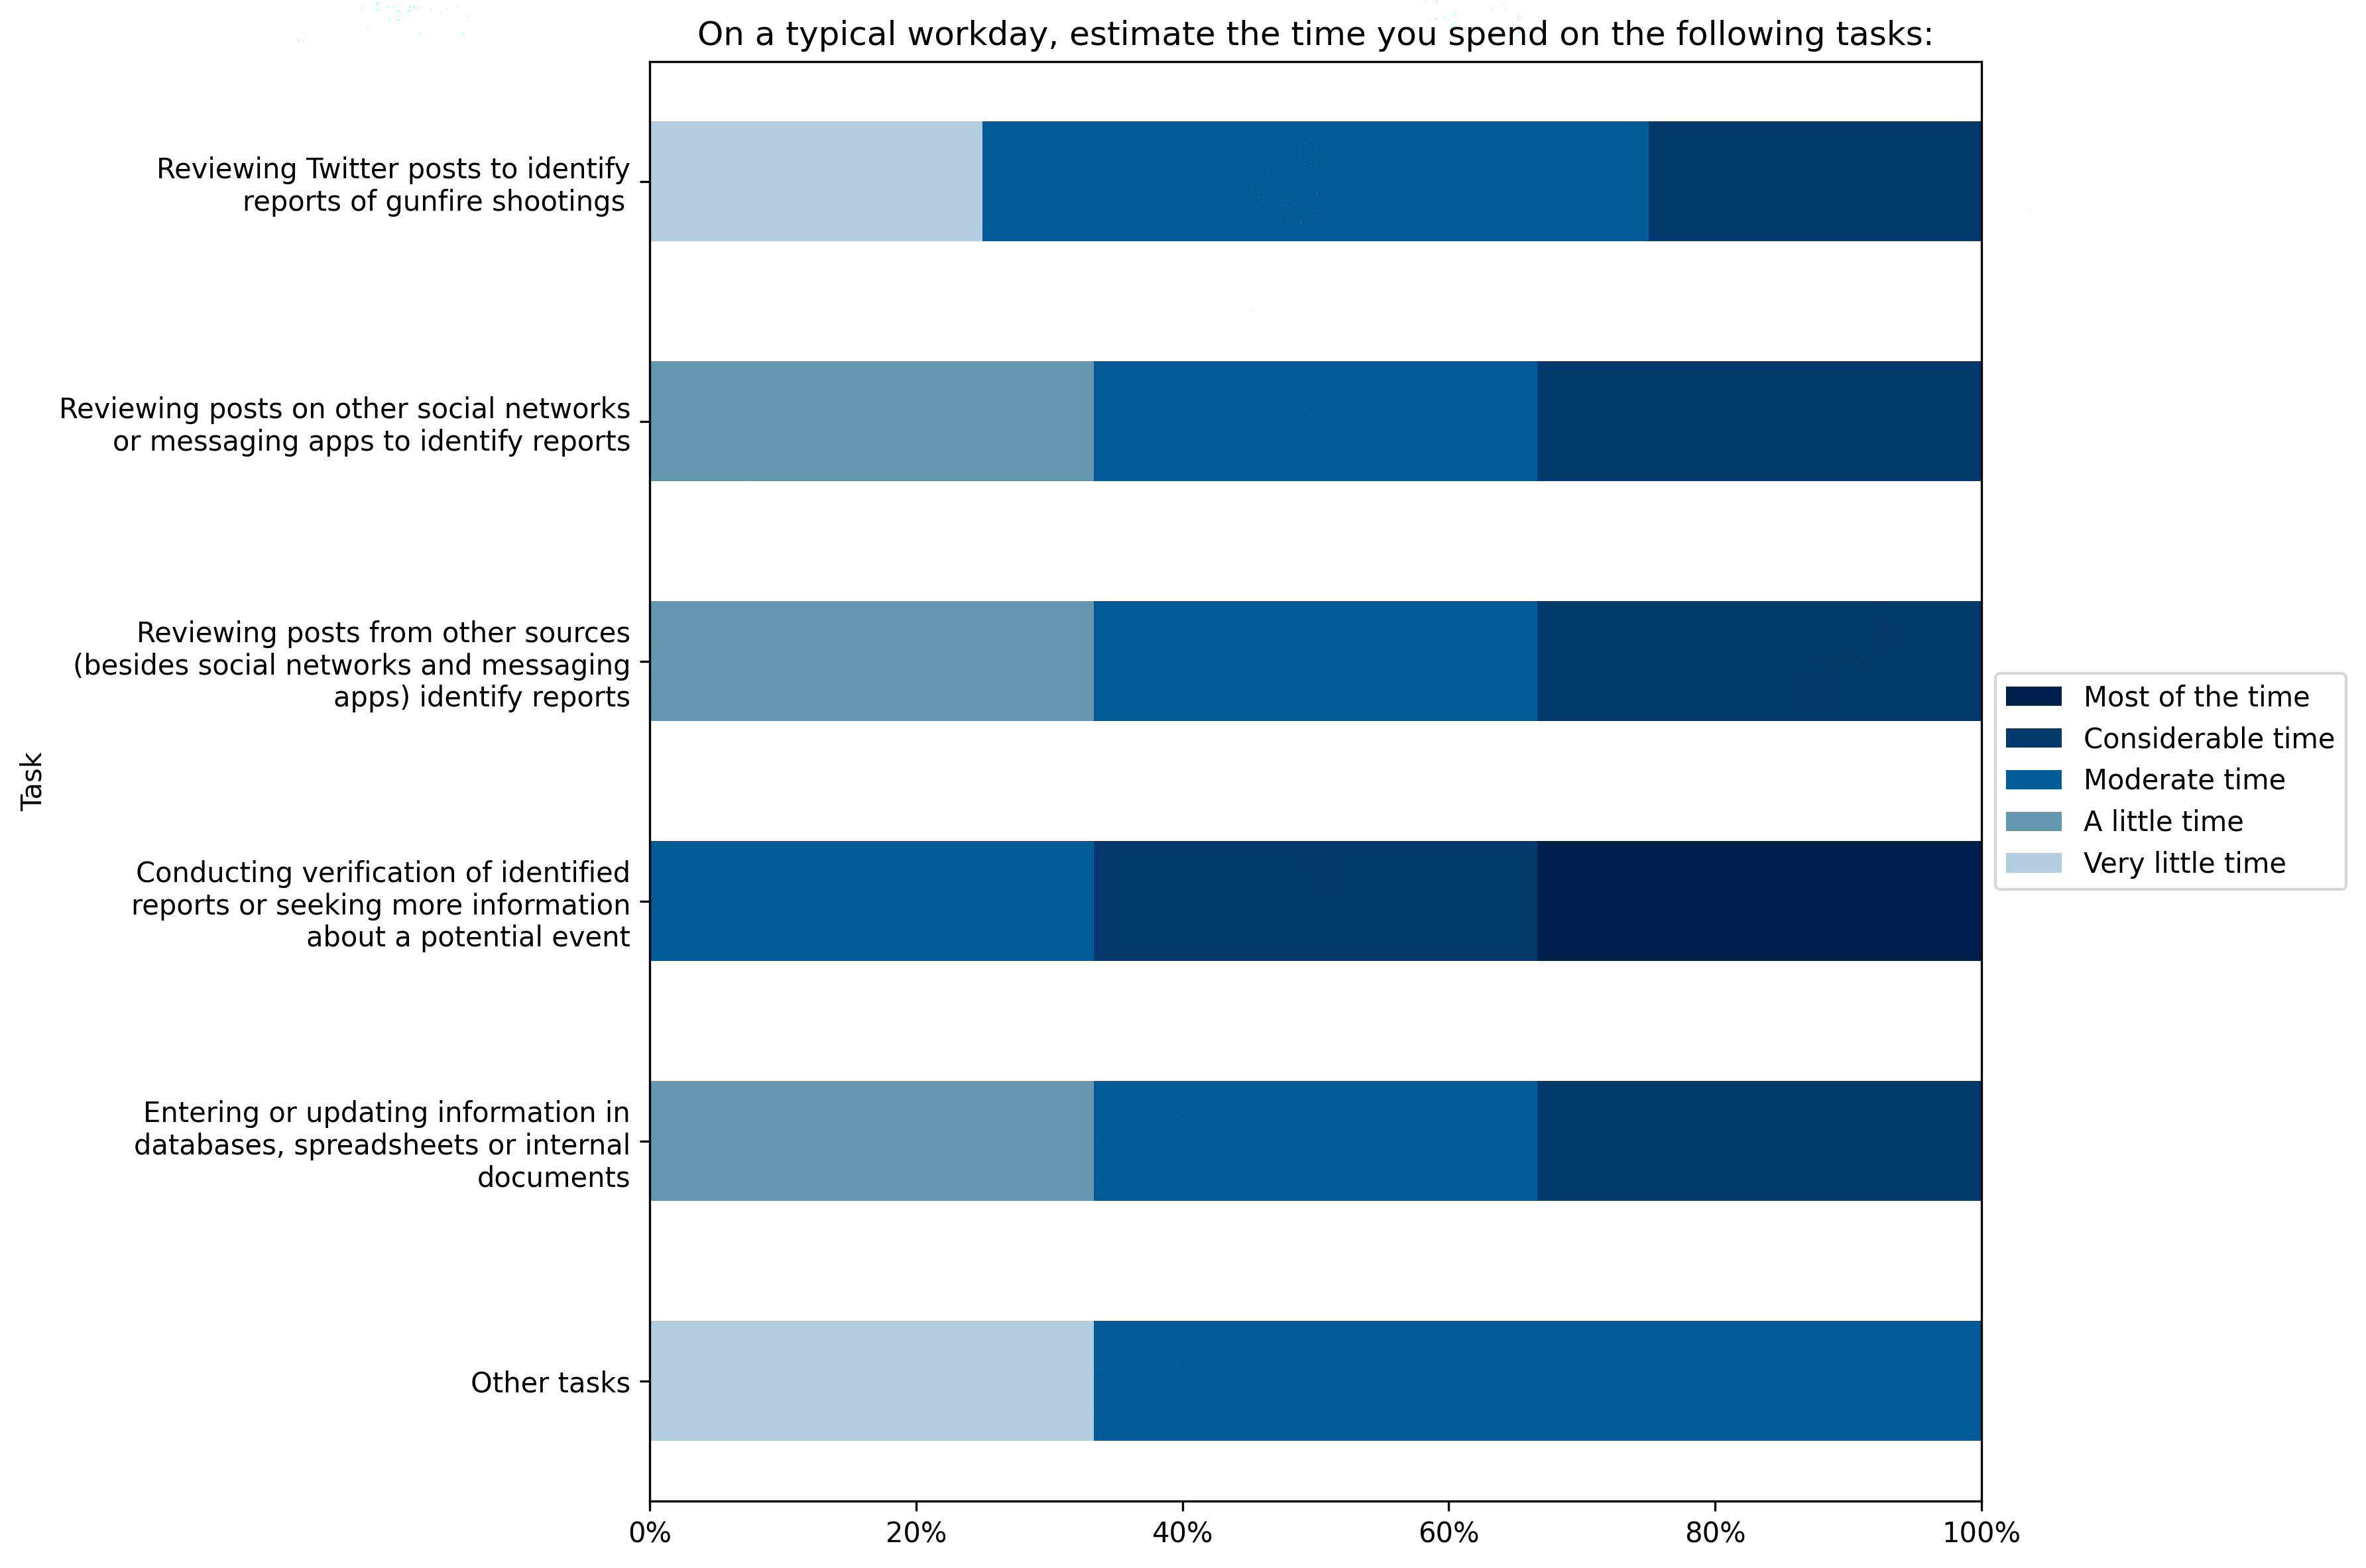 On a typical workday, estimate the time you spend on the following tasks:
Reviewing Twitter posts to identify
reports of gunfire shootings
Reviewing posts on other social networks
or messaging apps to identify reports
Reviewing posts from other sources
(besides social networks and messaging
apps) identify reports
Conducting verification of identified
reports or seeking more information
about a potential event
Entering or updating information in
databases, spreadsheets or internal
documents
Other tasks
Task
0% 20% 40% 60% 80% 100%
Most of the time
Considerable time
Moderate time
A little time
Very little time